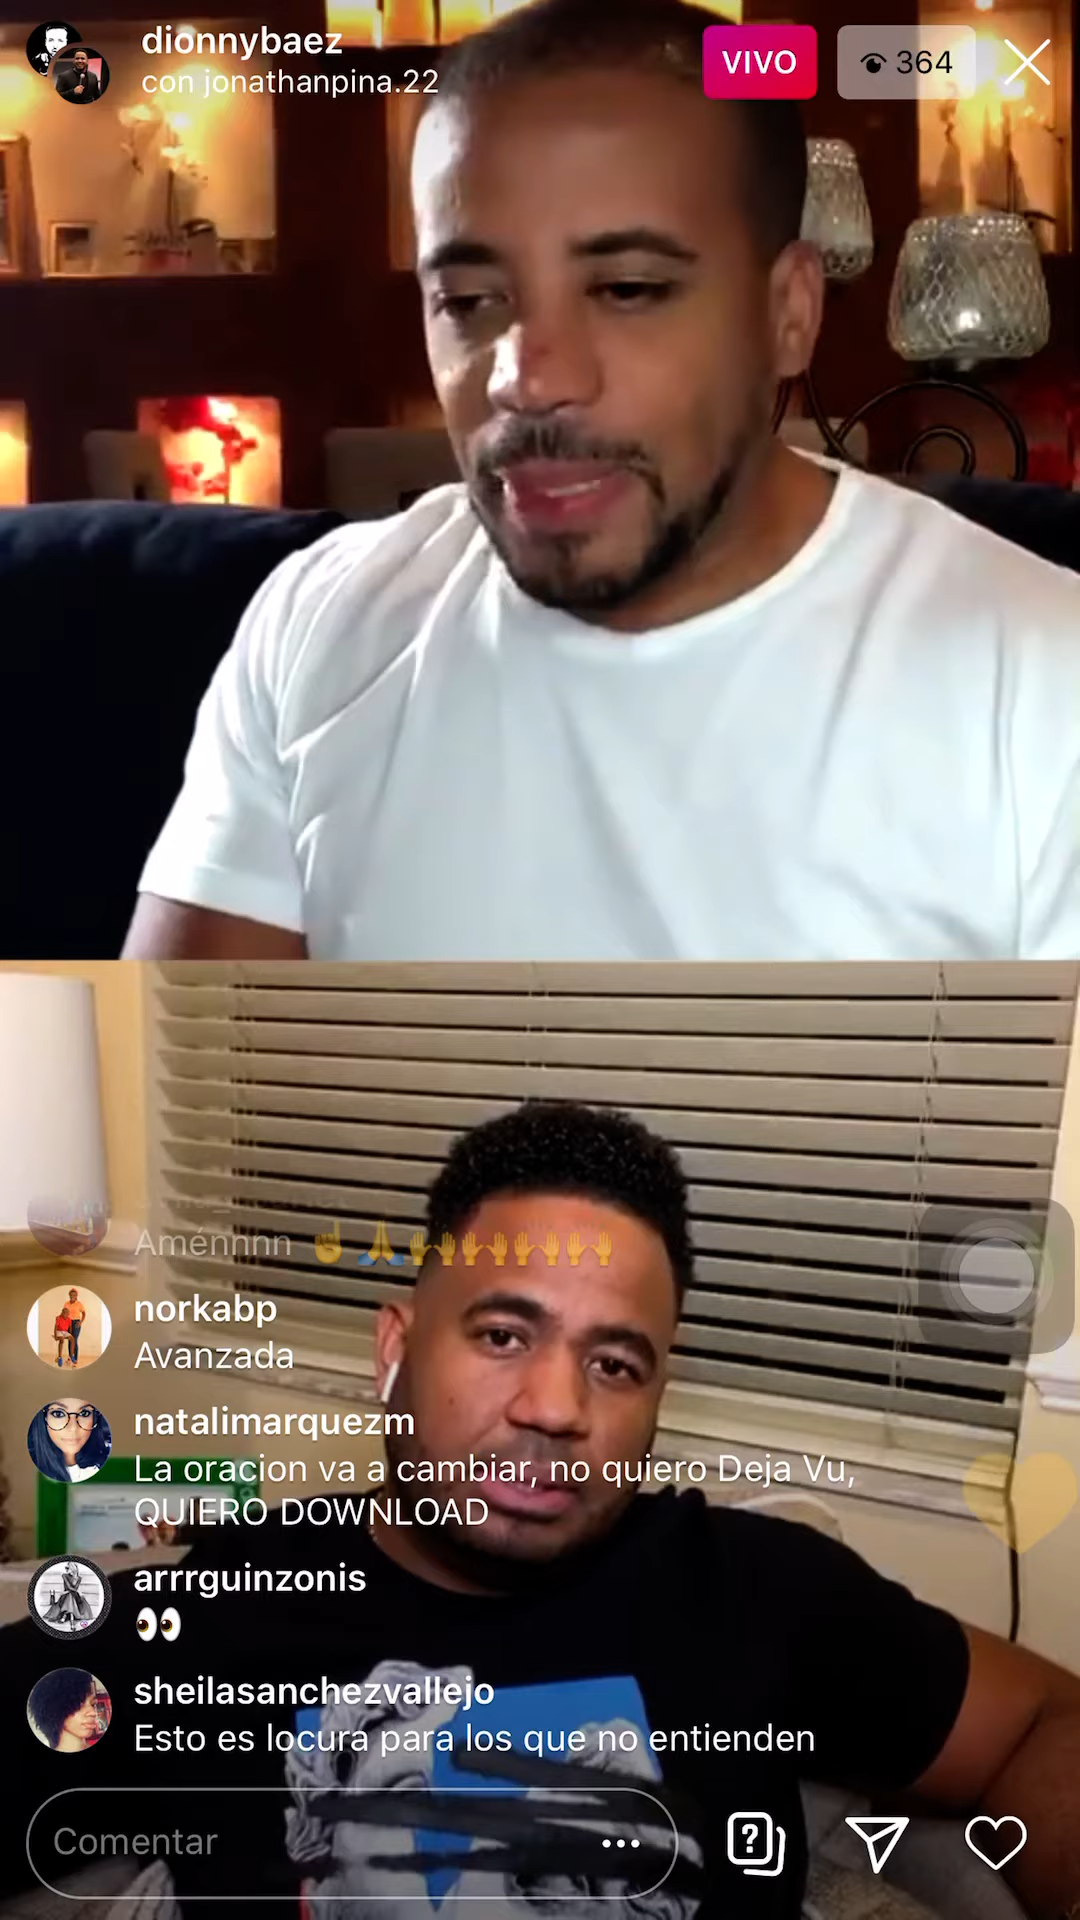 dionnybaez
con jonathanpina.22
VIVO
364
Aménnnn ☝🙏🙌🙌🙌🙌
norkabp
Avanzada
natalimarquezm
La oracion va a cambiar, no quiero Deja Vu,
QUIERO DOWNLOAD
arrrguinzonis
👀
sheilasanchezvallejo
Esto es locura para los que no entienden
Comentar